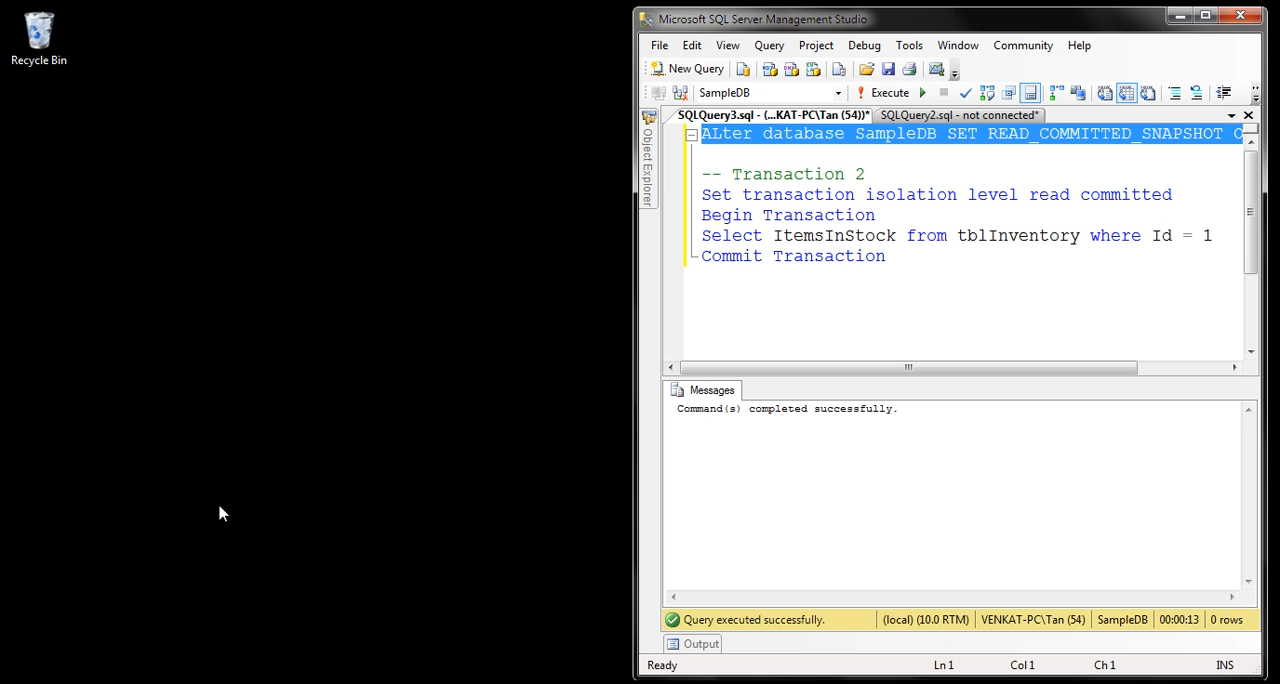 Recycle Bin
Microsoft SQL Server Management Studio
File Edit View Query Project Debug Tools Window Community Help
New Query
SampleDB Execute
SQLQuery3.sql - (...KAT-PC\Tan (54))* SQLQuery2.sql - not connected*
Object Explorer
ALter database SampleDB SET READ_COMMITTED_SNAPSHOT O
-- Transaction 2
Set transaction isolation level read committed
Begin Transaction
Select ItemsInStock from tblInventory where Id = 1
Commit Transaction
Messages
Command(s) completed successfully.
Query executed successfully. (local) (10.0 RTM) VENKAT-PC\Tan (54) SampleDB 00:00:13 0 rows
Output
Ready Ln 1 Col 1 Ch 1 INS